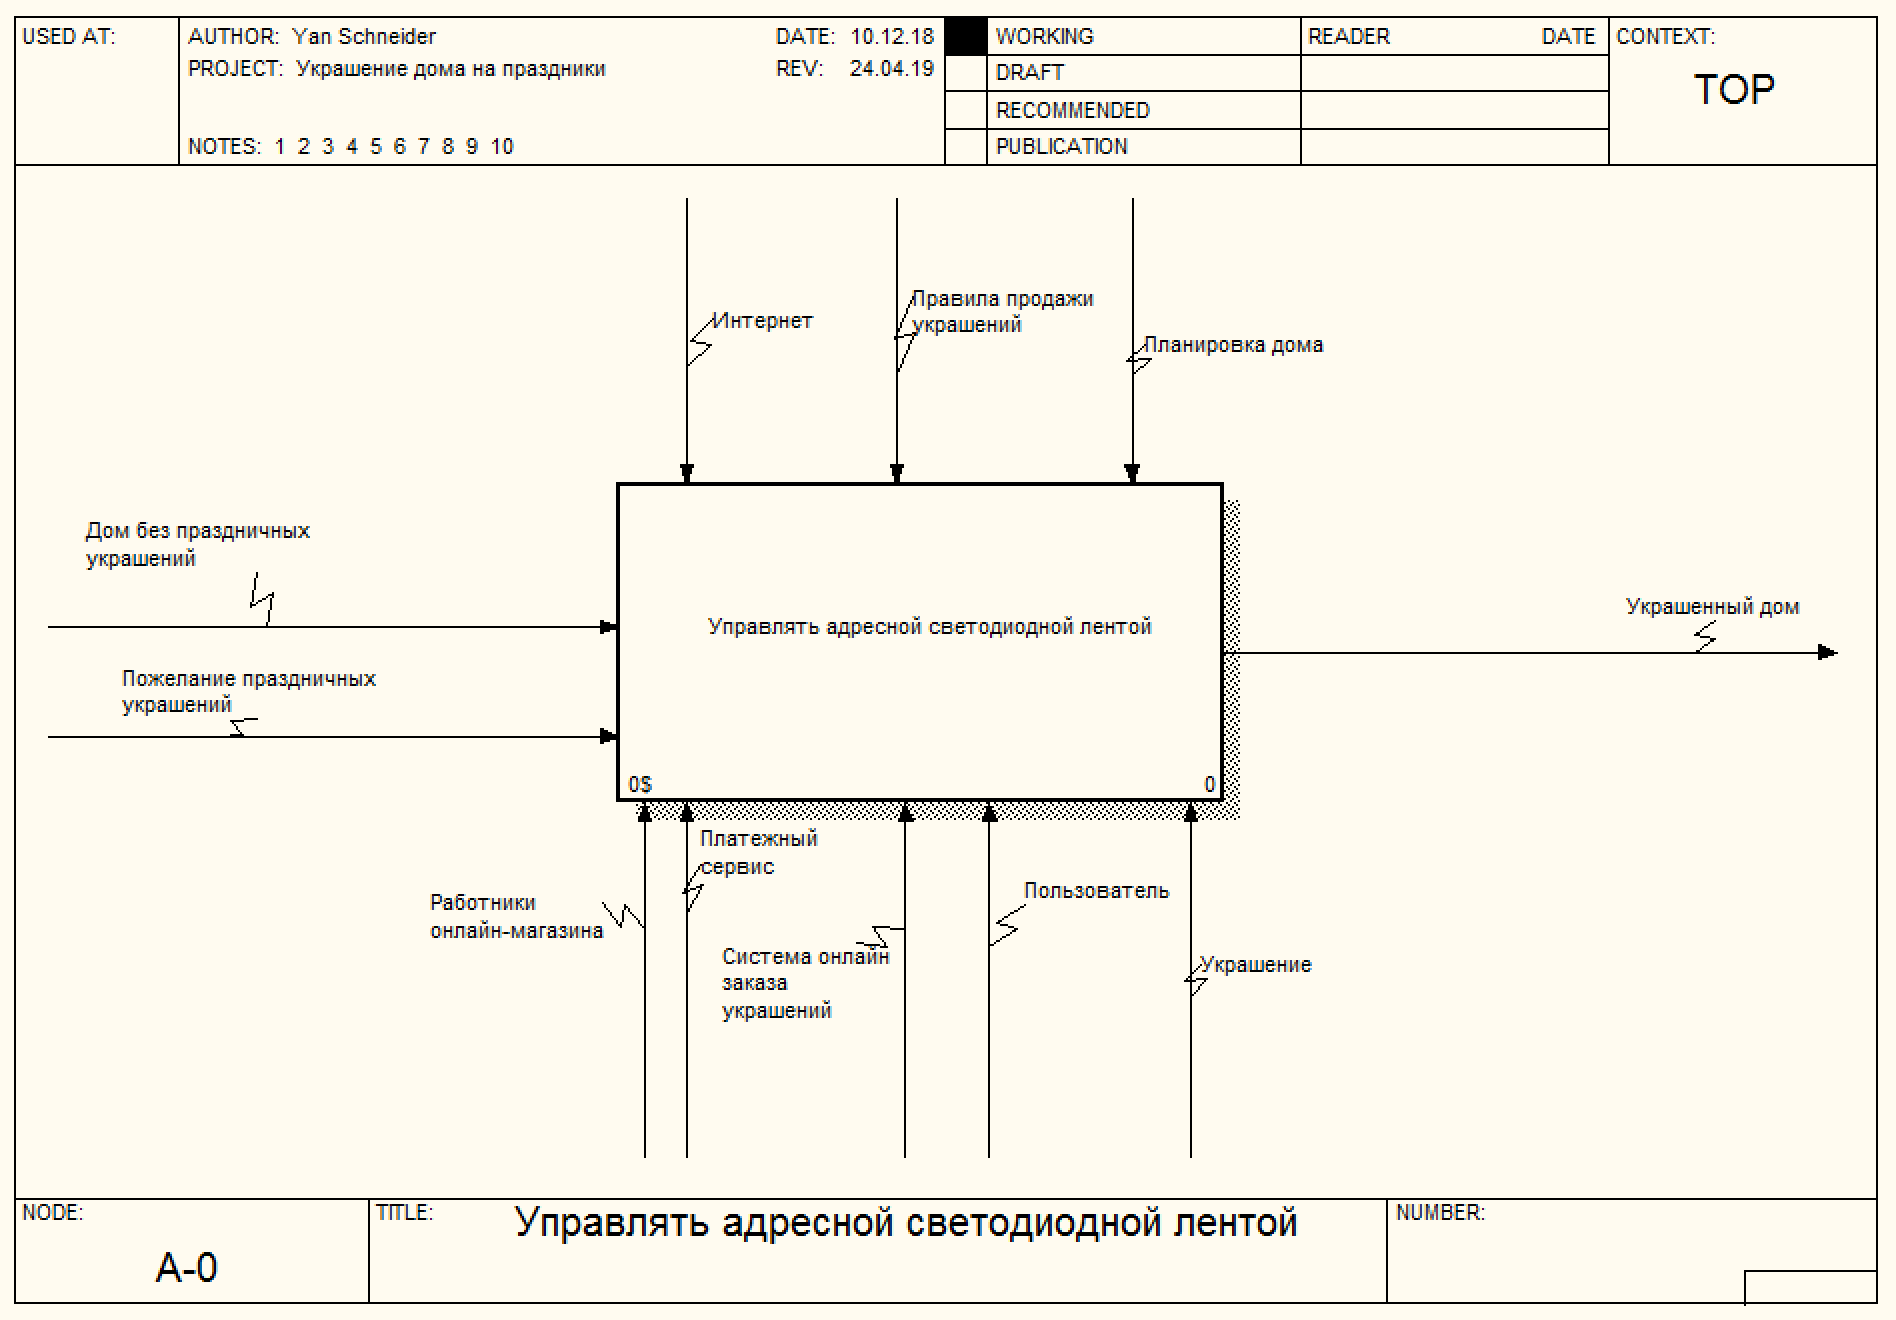 USED AT:
AUTHOR: Yan Schneider
DATE: 10.12.18
PROJECT: Украшение дома на праздники
REV: 24.04.19
NOTES: 1 2 3 4 5 6 7 8 9 10
WORKING
DRAFT
RECOMMENDED
PUBLICATION
READER
DATE
CONTEXT:
TOP
Интернет
Правила продажи
украшений
Планировка дома
Дом без праздничных
украшений
Пожелание праздничных
украшений
Управлять адресной светодиодной лентой
0$
0
Украшенный дом
Работники
онлайн-магазина
Платежный
сервис
Система онлайн
заказа
украшений
Пользователь
Украшение
NODE:
A-0
TITLE:
Управлять адресной светодиодной лентой
NUMBER: